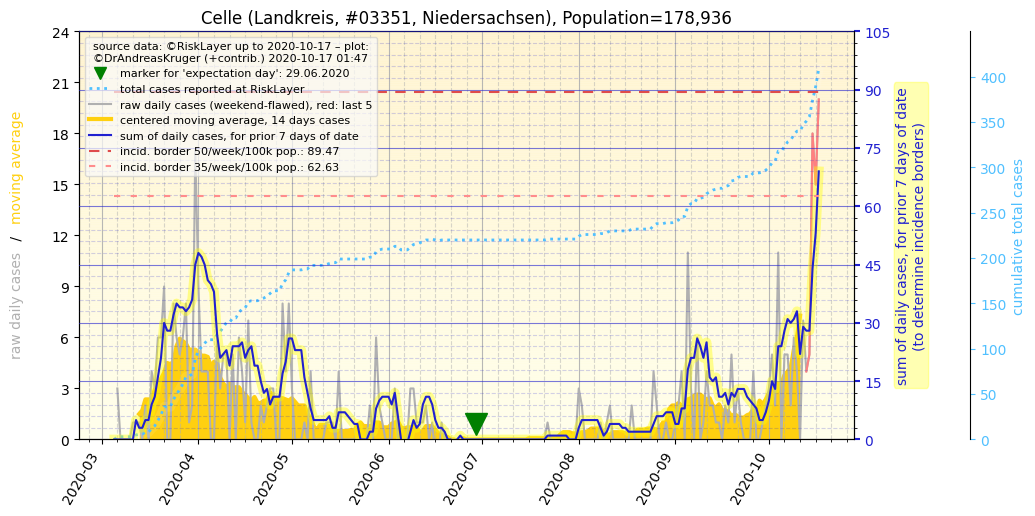 Celle (Landkreis, #03351, Niedersachsen), Population=178,936
source data: ©RiskLayer up to 2020-10-17 – plot:
©DrAndreasKruger (+contrib.) 2020-10-17 01:47
marker for 'expectation day': 29.06.2020
total cases reported at RiskLayer
raw daily cases (weekend-flawed), red: last 5
centered moving average, 14 days cases
sum of daily cases, for prior 7 days of date
incid. border 50/week/100k pop.: 89.47
incid. border 35/week/100k pop.: 62.63
raw daily cases / moving average
24
21
18
15
12
9
6
3
0
2020-03
2020-04
2020-05
2020-06
2020-07
2020-08
2020-09
2020-10
105
90
75
60
45
30
15
0
sum of daily cases, for prior 7 days of date
(to determine incidence borders)
400
350
300
250
200
150
100
50
0
cumulative total cases